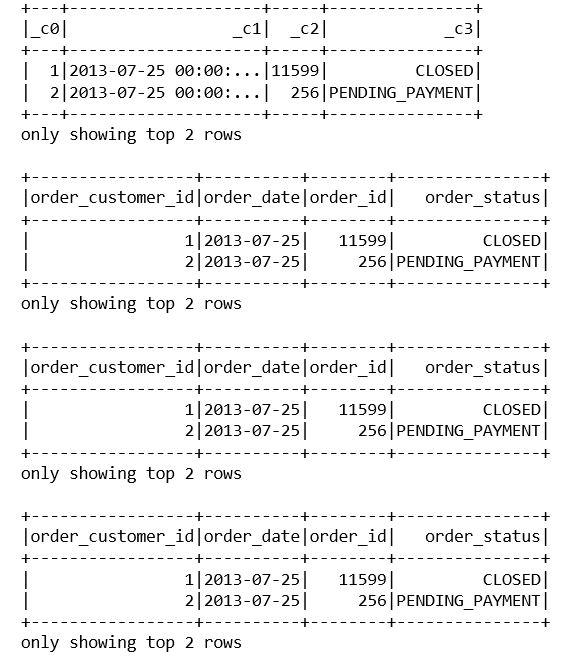 +---+--------------------+-----+---------------+
|_c0|                 _c1|  _c2|            _c3|
+---+--------------------+-----+---------------+
|  1|2013-07-25 00:00:...|11599|         CLOSED|
|  2|2013-07-25 00:00:...|  256|PENDING_PAYMENT|
+---+--------------------+-----+---------------+
only showing top 2 rows
+-----------------+----------+--------+---------------+
|order_customer_id|order_date|order_id|   order_status|
+-----------------+----------+--------+---------------+
|                1|2013-07-25|   11599|         CLOSED|
|                2|2013-07-25|     256|PENDING_PAYMENT|
+-----------------+----------+--------+---------------+
only showing top 2 rows
+-----------------+----------+--------+---------------+
|order_customer_id|order_date|order_id|   order_status|
+-----------------+----------+--------+---------------+
|                1|2013-07-25|   11599|         CLOSED|
|                2|2013-07-25|     256|PENDING_PAYMENT|
+-----------------+----------+--------+---------------+
only showing top 2 rows
+-----------------+----------+--------+---------------+
|order_customer_id|order_date|order_id|   order_status|
+-----------------+----------+--------+---------------+
|                1|2013-07-25|   11599|         CLOSED|
|                2|2013-07-25|     256|PENDING_PAYMENT|
+-----------------+----------+--------+---------------+
only showing top 2 rows